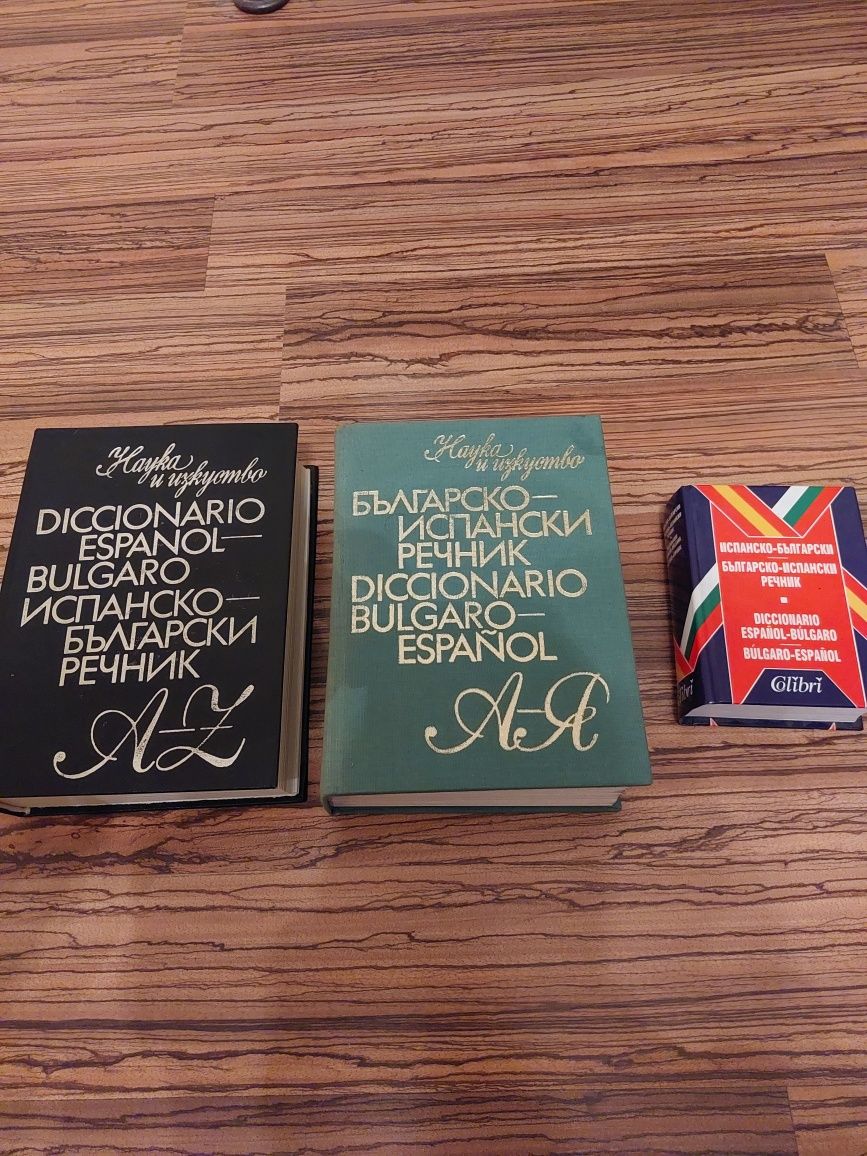 Наука
и изкуство
DICCIONARIO
ESPAÑOL—
BULGARO
ИСПАНСКО—
БЪЛГАРСКИ
РЕЧНИК
A–Z
Наука
и изкуство
БЪЛГАРСКО—
ИСПАНСКИ
РЕЧНИК
DICCIONARIO
BULGARO—
ESPAÑOL
А–Я
ИСПАНСКО-БЪЛГАРСКИ
БЪЛГАРСКО-ИСПАНСКИ
РЕЧНИК
DICCIONARIO
ESPAÑOL-BÚLGARO
BÚLGARO-ESPAÑOL
Colibri